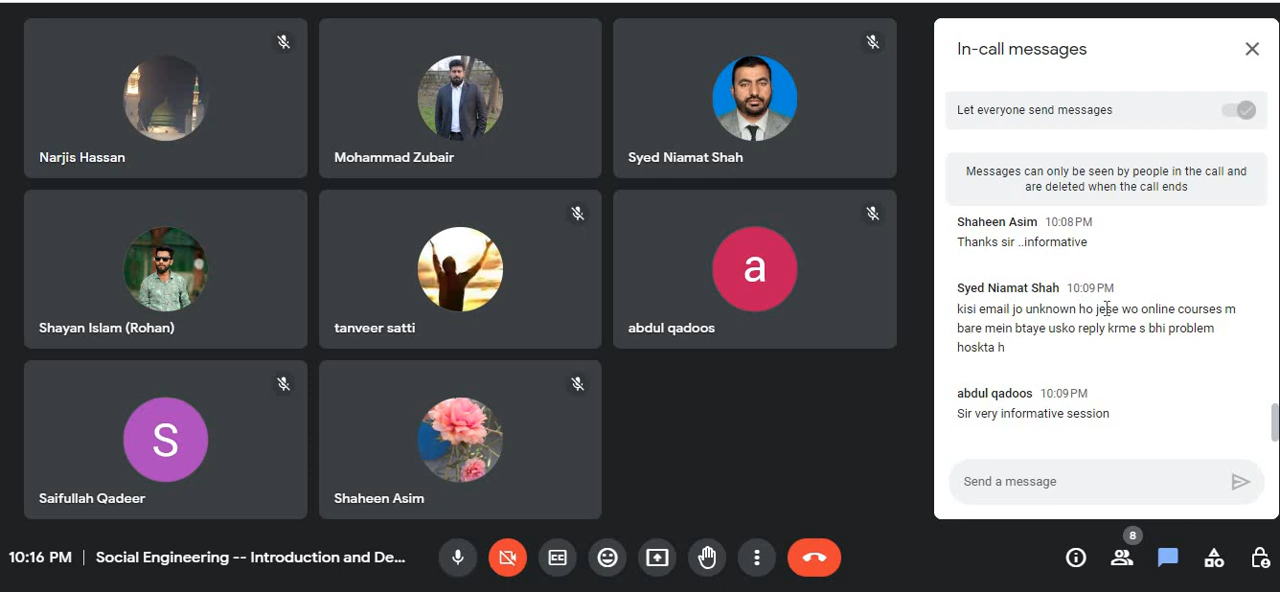 Narjis Hassan
Mohammad Zubair
Syed Niamat Shah
Shayan Islam (Rohan)
tanveer satti
a
abdul qadoos
S
Saifullah Qadeer
Shaheen Asim
In-call messages
Let everyone send messages
Messages can only be seen by people in the call and
are deleted when the call ends
Shaheen Asim 10:08 PM
Thanks sir ..informative
Syed Niamat Shah 10:09 PM
kisi email jo unknown ho jese wo online courses m
bare mein btaye usko reply krme s bhi problem
hoskta h
abdul qadoos 10:09 PM
Sir very informative session
Send a message
10:16 PM | Social Engineering -- Introduction and De...
CC
8